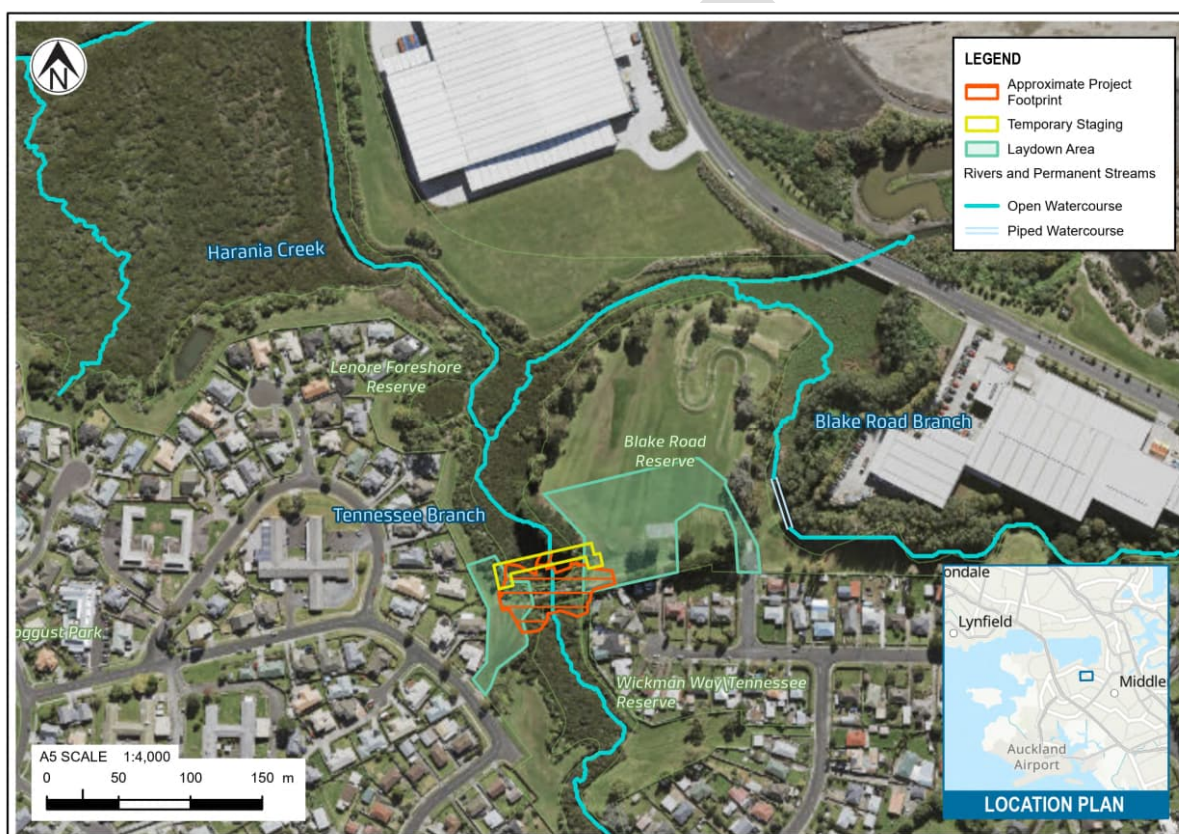 N
LEGEND
Approximate Project
Footprint
Temporary Staging
Laydown Area
Rivers and Permanent Streams
Open Watercourse
Piped Watercourse
Harania Creek
Lenore Foreshore
Reserve
Blake Road
Reserve
Blake Road Branch
Tennessee Branch
oggust Park
Wickman Way\Tennessee
Reserve
A5 SCALE 1:4,000
0 50 100 150 m
ondale
Lynfield
Middle
Auckland
Airport
LOCATION PLAN